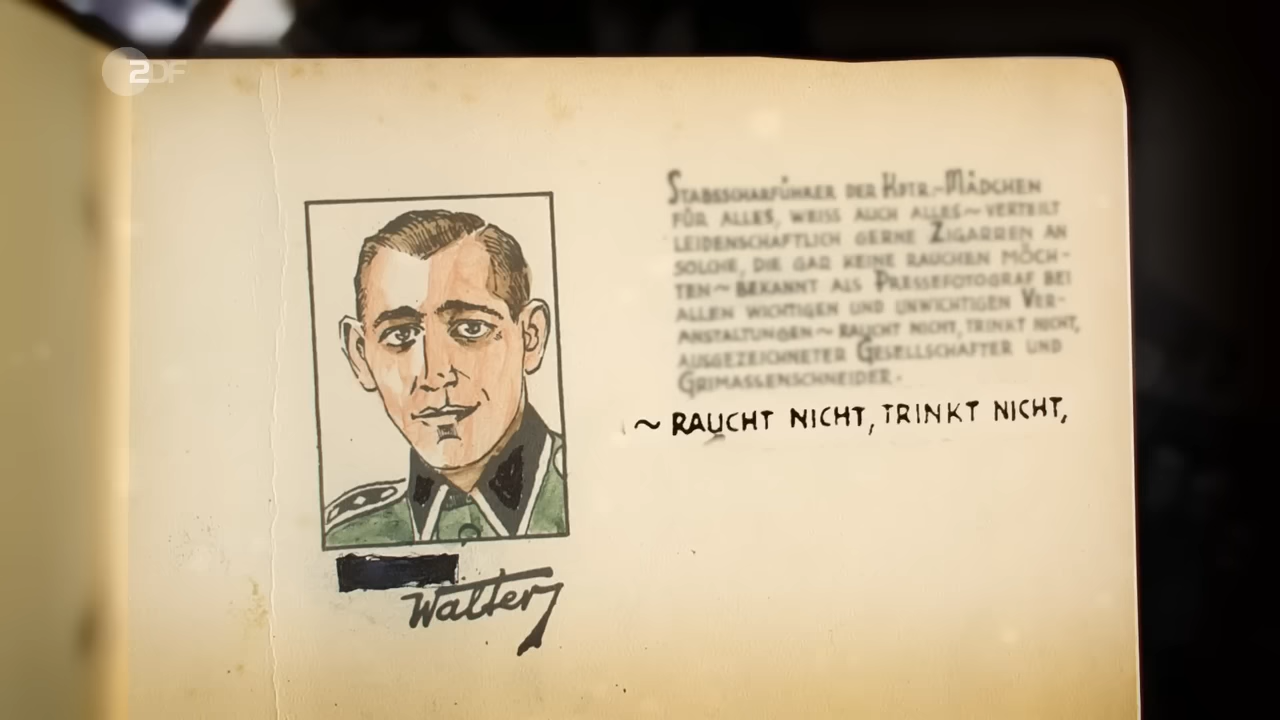 ZDF
STABSSCHARFÜHRER DER KDTR.-MÄDCHEN
FÜR ALLES, WEISS AUCH ALLES~VERTEILT
LEIDENSCHAFTLICH GERNE ZIGARREN AN
SOLCHE, DIE GAR KEINE RAUCHEN MÖCH-
TEN~BEKANNT ALS PRESSEFOTOGRAF BEI
ALLEN WICHTIGEN UND UNWICHTIGEN VER-
ANSTALTUNGEN~RAUCHT NICHT, TRINKT NICHT,
AUSGEZEICHNETER GESELLSCHAFTER UND
GRIMASSENSCHNEIDER.
~ RAUCHT NICHT, TRINKT NICHT,
Walter